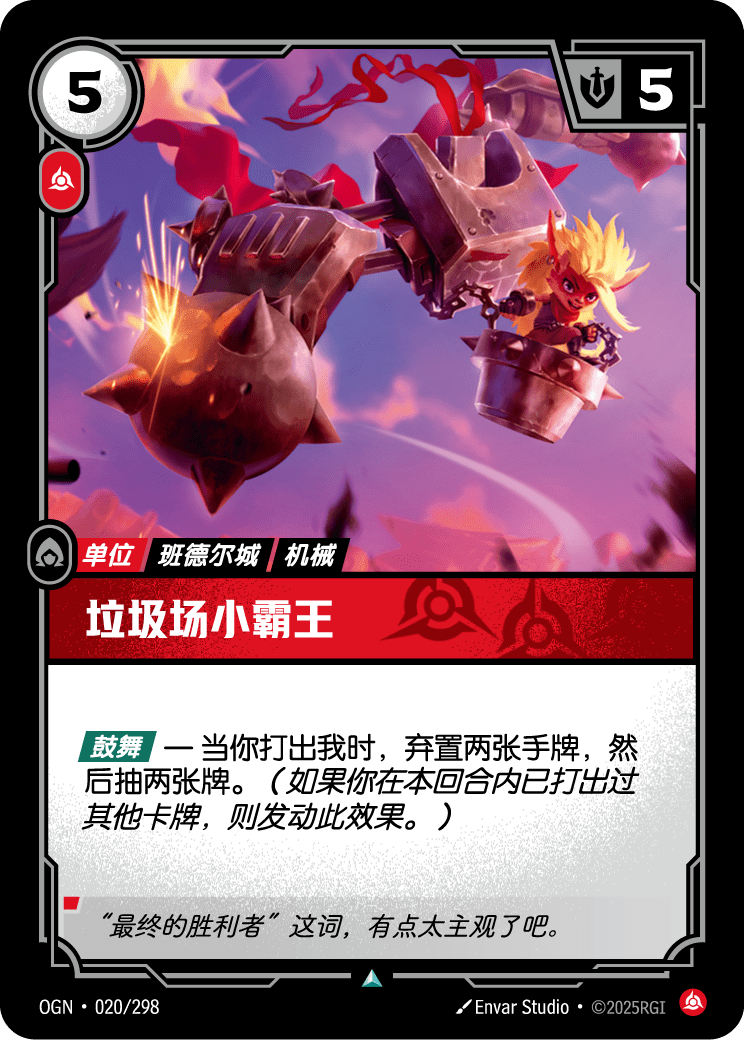 5
5
单位 班德尔城 机械
垃圾场小霸王
鼓舞 — 当你打出我时，弃置两张手牌，然
后抽两张牌。（如果你在本回合内已打出过
其他卡牌，则发动此效果。）
“最终的胜利者”这词，有点太主观了吧。
OGN • 020/298 Envar Studio • ©2025RGI